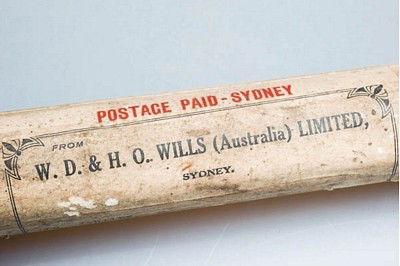 POSTAGE PAID-SYDNEY
FROM
W. D. & H. O. WILLS (Australia) LIMITED,
SYDNEY.